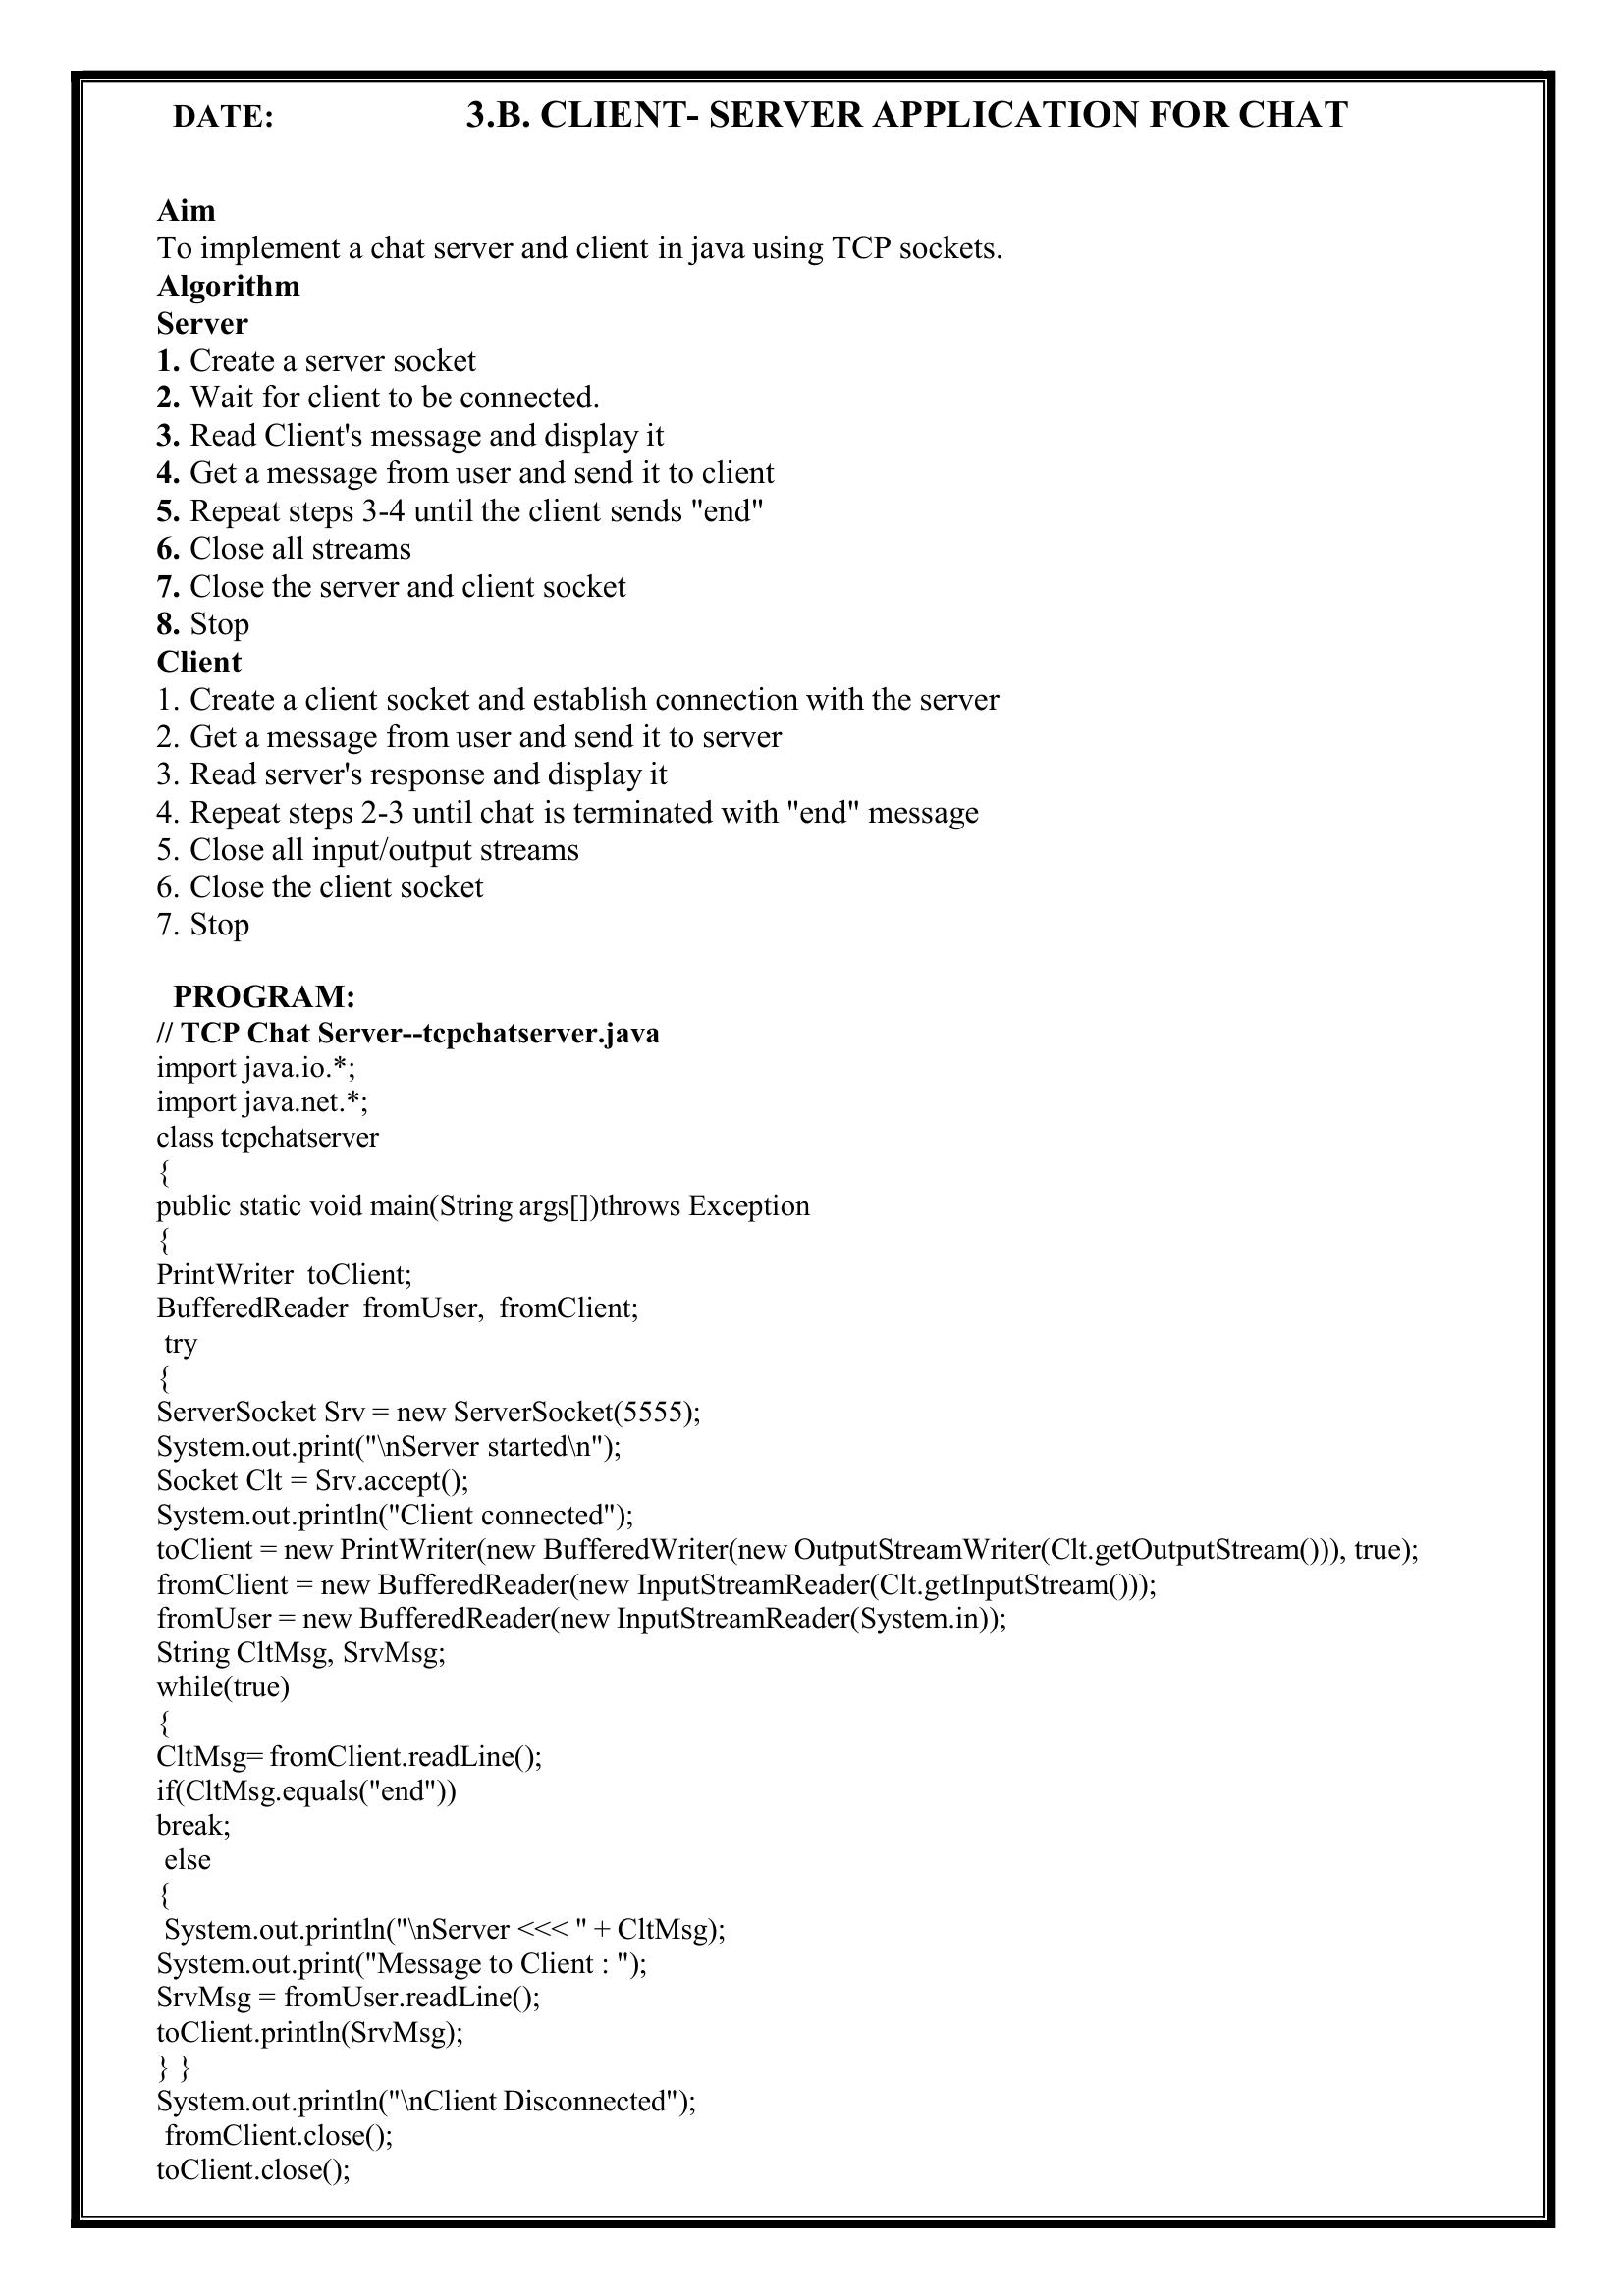 DATE: 3.B. CLIENT- SERVER APPLICATION FOR CHAT
Aim
To implement a chat server and client in java using TCP sockets.
Algorithm
Server
1. Create a server socket
2. Wait for client to be connected.
3. Read Client's message and display it
4. Get a message from user and send it to client
5. Repeat steps 3-4 until the client sends "end"
6. Close all streams
7. Close the server and client socket
8. Stop
Client
1. Create a client socket and establish connection with the server
2. Get a message from user and send it to server
3. Read server's response and display it
4. Repeat steps 2-3 until chat is terminated with "end" message
5. Close all input/output streams
6. Close the client socket
7. Stop
PROGRAM:
// TCP Chat Server--tcpchatserver.java
import java.io.*;
import java.net.*;
class tcpchatserver
{
public static void main(String args[])throws Exception
{
PrintWriter toClient;
BufferedReader fromUser, fromClient;
try
{
ServerSocket Srv = new ServerSocket(5555);
System.out.print("\nServer started\n");
Socket Clt = Srv.accept();
System.out.println("Client connected");
toClient = new PrintWriter(new BufferedWriter(new OutputStreamWriter(Clt.getOutputStream())), true);
fromClient = new BufferedReader(new InputStreamReader(Clt.getInputStream()));
fromUser = new BufferedReader(new InputStreamReader(System.in));
String CltMsg, SrvMsg;
while(true)
{
CltMsg= fromClient.readLine();
if(CltMsg.equals("end"))
break;
else
{
System.out.println("\nServer <<< " + CltMsg);
System.out.print("Message to Client : ");
SrvMsg = fromUser.readLine();
toClient.println(SrvMsg);
} }
System.out.println("\nClient Disconnected");
fromClient.close();
toClient.close();